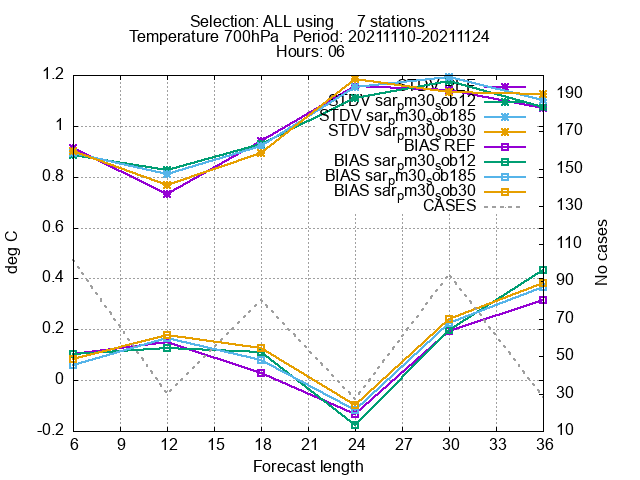 Selection: ALL using     7 stations
Temperature 700hPa   Period: 20211110-20211124
Hours: 06
STDV REF
STDV sar_pm30_sob12
STDV sar_pm30_sob185
STDV sar_pm30_sob30
BIAS REF
BIAS sar_pm30_sob12
BIAS sar_pm30_sob185
BIAS sar_pm30_sob30
CASES
deg C
1.2
1
0.8
0.6
0.4
0.2
0
-0.2
No cases
190
170
150
130
110
90
70
50
30
10
6 9 12 15 18 21 24 27 30 33 36
Forecast length